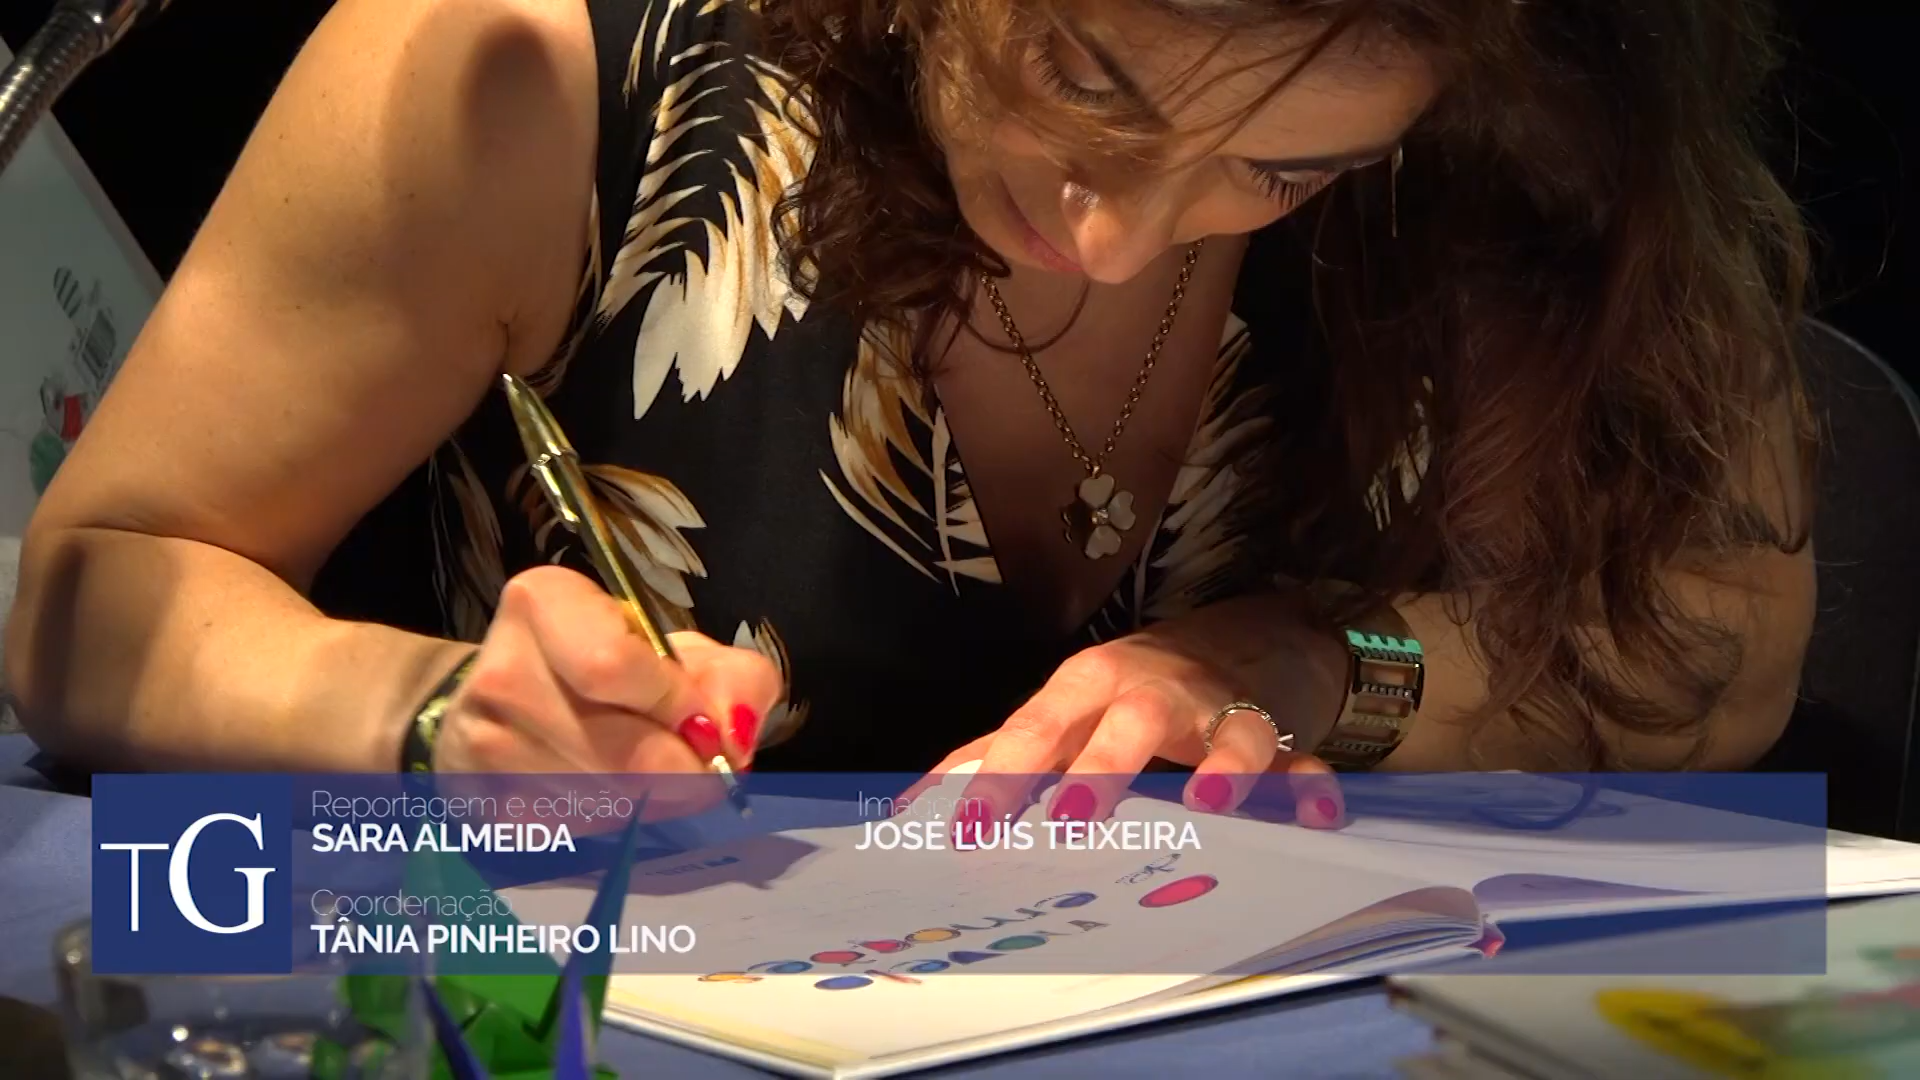 TG
Reportagem e edição
SARA ALMEIDA
Imagem
JOSÉ LUÍS TEIXEIRA
Coordenação
TÂNIA PINHEIRO LINO